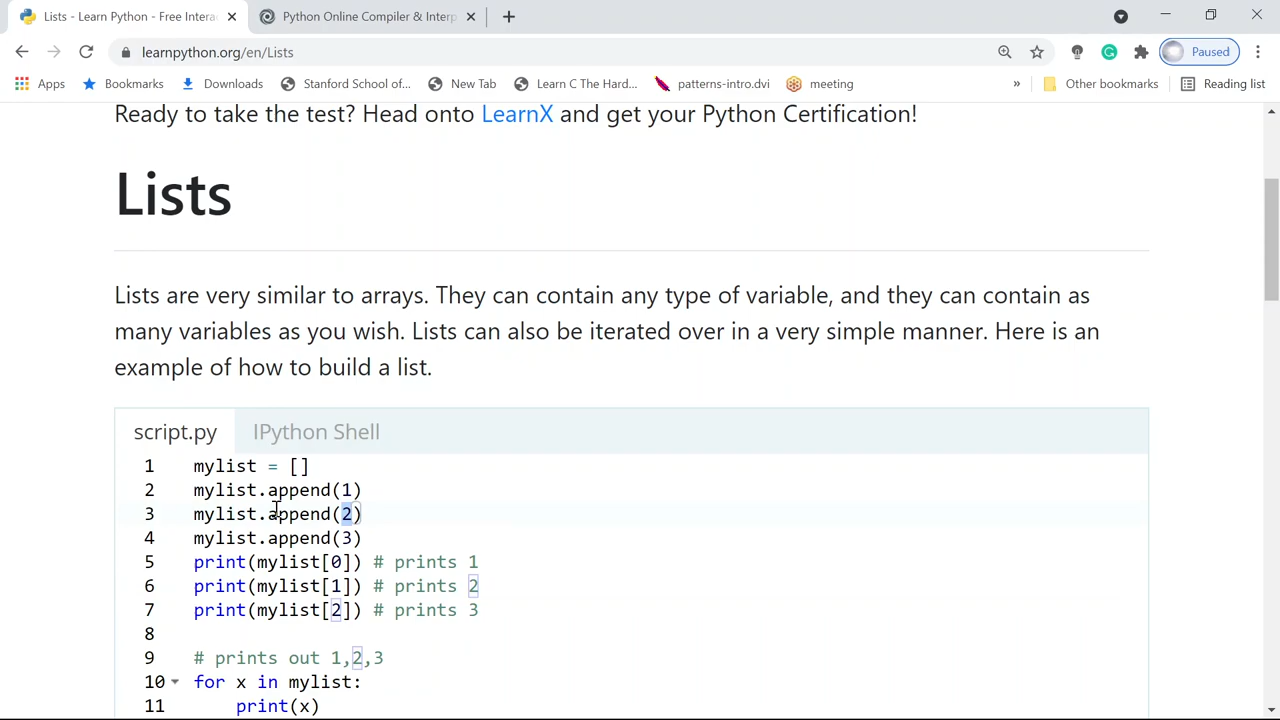 Lists - Learn Python - Free Intera
Python Online Compiler & Interp
learnpython.org/en/Lists
Paused
Apps
Bookmarks
Downloads
Stanford School of...
New Tab
Learn C The Hard...
patterns-intro.dvi
meeting
»
Other bookmarks
Reading list
Ready to take the test? Head onto LearnX and get your Python Certification!
Lists
Lists are very similar to arrays. They can contain any type of variable, and they can contain as
many variables as you wish. Lists can also be iterated over in a very simple manner. Here is an
example of how to build a list.
script.py
IPython Shell
1 mylist = []
2 mylist.append(1)
3 mylist.append(2)
4 mylist.append(3)
5 print(mylist[0]) # prints 1
6 print(mylist[1]) # prints 2
7 print(mylist[2]) # prints 3
8
9 # prints out 1,2,3
10 for x in mylist:
11     print(x)